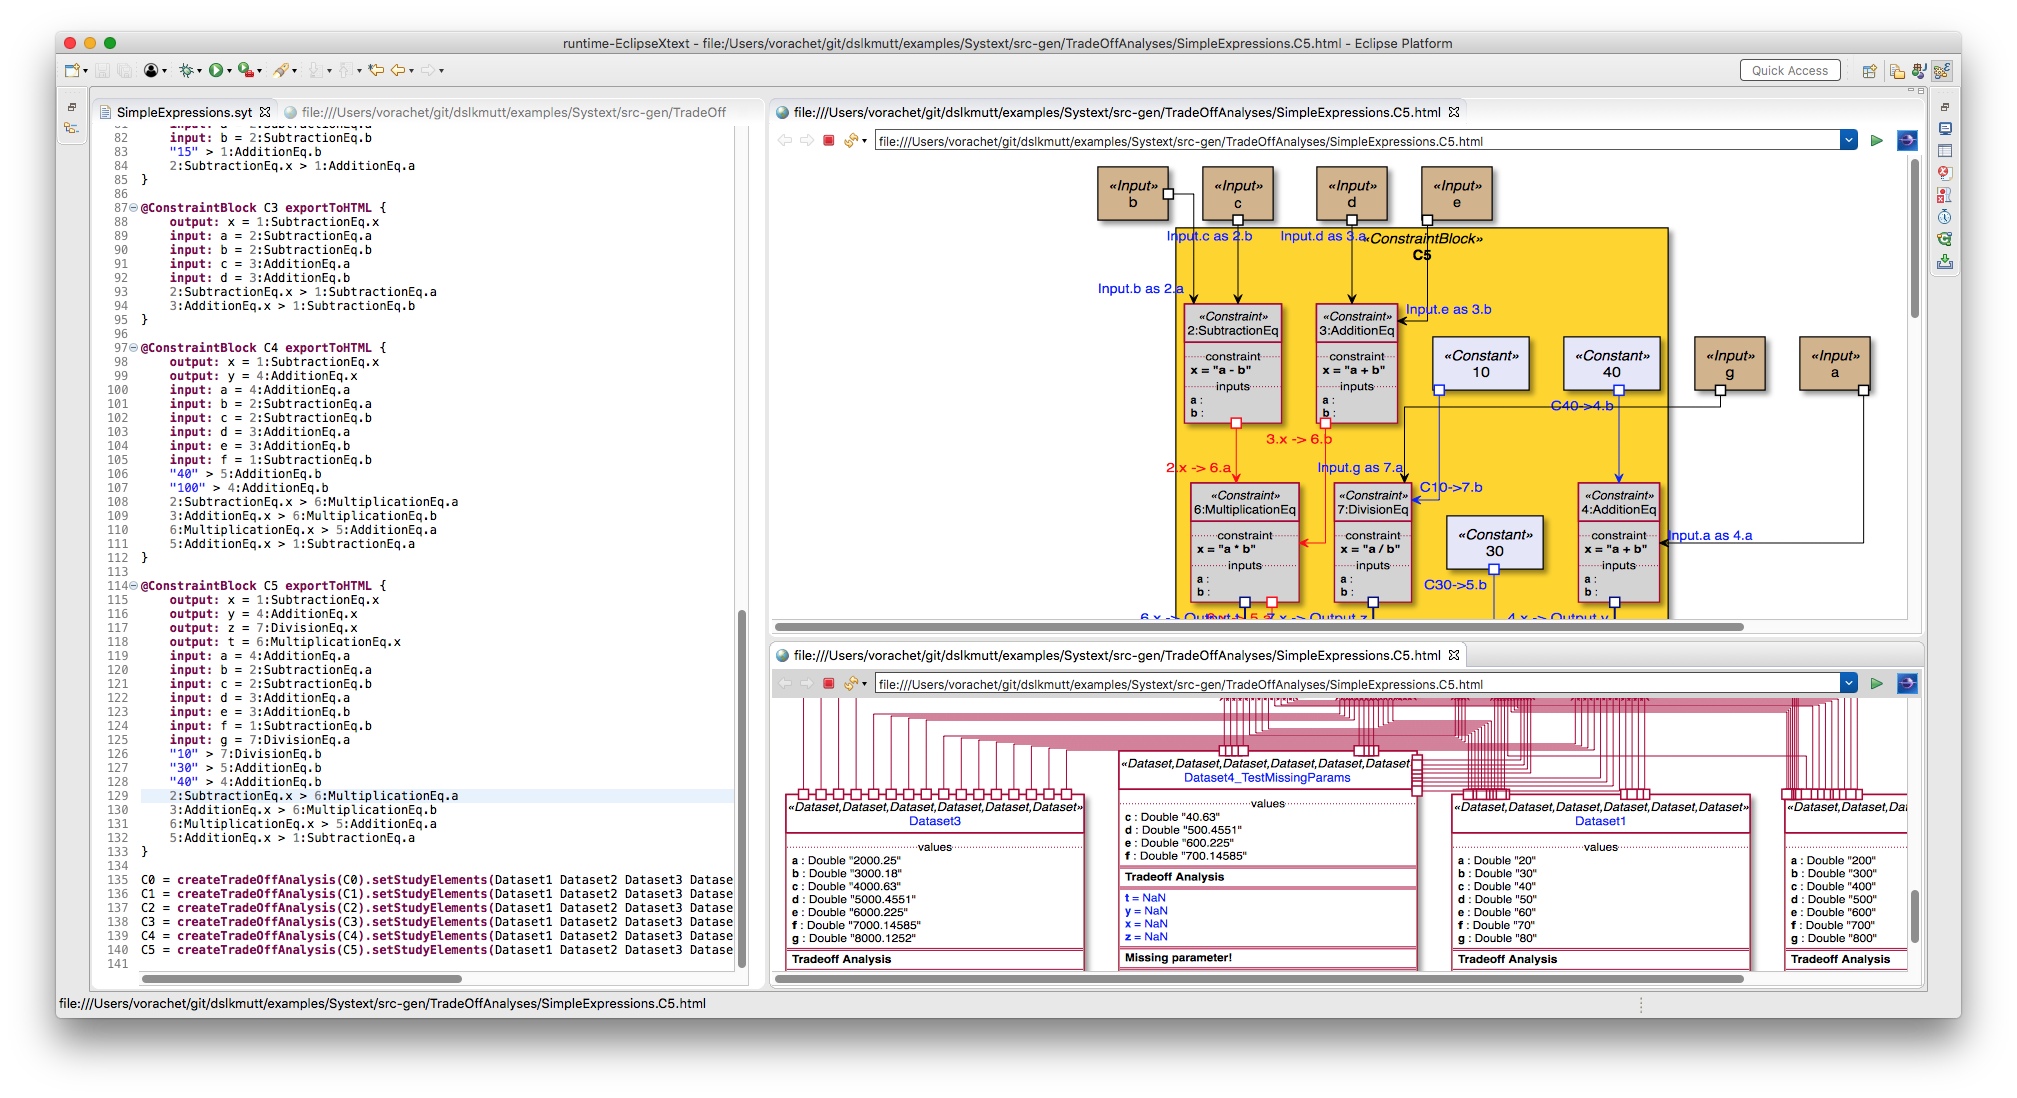 runtime-EclipseXtext - file:/Users/vorachet/git/dslkmutt/examples/Systext/src-gen/TradeOffAnalyses/SimpleExpressions.C5.html - Eclipse Platform
Quick Access
SimpleExpressions.syt
file:///Users/vorachet/git/dslkmutt/examples/Systext/src-gen/TradeOff
82 input: b = 2:SubtractionEq.b
83 "15" > 1:AdditionEq.b
84 2:SubtractionEq.x > 1:AdditionEq.a
85 }
86
87 @ConstraintBlock C3 exportToHTML {
88 output: x = 1:SubtractionEq.x
89 input: a = 2:SubtractionEq.a
90 input: b = 2:SubtractionEq.b
91 input: c = 3:AdditionEq.a
92 input: d = 3:AdditionEq.b
93 2:SubtractionEq.x > 1:SubtractionEq.a
94 3:AdditionEq.x > 1:SubtractionEq.b
95 }
96
97 @ConstraintBlock C4 exportToHTML {
98 output: x = 1:SubtractionEq.x
99 output: y = 4:AdditionEq.x
100 input: a = 4:AdditionEq.a
101 input: b = 2:SubtractionEq.a
102 input: c = 2:SubtractionEq.b
103 input: d = 3:AdditionEq.a
104 input: e = 3:AdditionEq.b
105 input: f = 1:SubtractionEq.b
106 "40" > 5:AdditionEq.b
107 "100" > 4:AdditionEq.b
108 2:SubtractionEq.x > 6:MultiplicationEq.a
109 3:AdditionEq.x > 6:MultiplicationEq.b
110 6:MultiplicationEq.x > 5:AdditionEq.a
111 5:AdditionEq.x > 1:SubtractionEq.a
112 }
113
114 @ConstraintBlock C5 exportToHTML {
115 output: x = 1:SubtractionEq.x
116 output: y = 4:AdditionEq.x
117 output: z = 7:DivisionEq.x
118 output: t = 6:MultiplicationEq.x
119 input: a = 4:AdditionEq.a
120 input: b = 2:SubtractionEq.a
121 input: c = 2:SubtractionEq.b
122 input: d = 3:AdditionEq.a
123 input: e = 3:AdditionEq.b
124 input: f = 1:SubtractionEq.b
125 input: g = 7:DivisionEq.a
126 "10" > 7:DivisionEq.b
127 "30" > 5:AdditionEq.b
128 "40" > 4:AdditionEq.b
129 2:SubtractionEq.x > 6:MultiplicationEq.a
130 3:AdditionEq.x > 6:MultiplicationEq.b
131 6:MultiplicationEq.x > 5:AdditionEq.a
132 5:AdditionEq.x > 1:SubtractionEq.a
133 }
134
135 C0 = createTradeOffAnalysis(C0).setStudyElements(Dataset1 Dataset2 Dataset3 Datase
136 C1 = createTradeOffAnalysis(C1).setStudyElements(Dataset1 Dataset2 Dataset3 Datase
137 C2 = createTradeOffAnalysis(C2).setStudyElements(Dataset1 Dataset2 Dataset3 Datase
138 C3 = createTradeOffAnalysis(C3).setStudyElements(Dataset1 Dataset2 Dataset3 Datase
139 C4 = createTradeOffAnalysis(C4).setStudyElements(Dataset1 Dataset2 Dataset3 Datase
140 C5 = createTradeOffAnalysis(C5).setStudyElements(Dataset1 Dataset2 Dataset3 Datase
141
file:///Users/vorachet/git/dslkmutt/examples/Systext/src-gen/TradeOffAnalyses/SimpleExpressions.C5.html
file:///Users/vorachet/git/dslkmutt/examples/Systext/src-gen/TradeOffAnalyses/SimpleExpressions.C5.html
«Input»
b
«Input»
c
«Input»
d
«Input»
e
Input.c as 2.b
Input.d as 3.a
«ConstraintBlock»
C5
Input.b as 2.a
Input.e as 3.b
«Constraint»
2:SubtractionEq
constraint
x = "a - b"
inputs
a :
b :
«Constraint»
3:AdditionEq
constraint
x = "a + b"
inputs
a :
b :
«Constant»
10
«Constant»
40
«Input»
g
«Input»
a
C40->4.b
3.x -> 6.b
2.x -> 6.a
Input.g as 7.a
C10->7.b
«Constraint»
6:MultiplicationEq
constraint
x = "a * b"
inputs
a :
b :
«Constraint»
7:DivisionEq
constraint
x = "a / b"
inputs
a :
b :
«Constant»
30
C30->5.b
«Constraint»
4:AdditionEq
constraint
x = "a + b"
inputs
a :
b :
Input.a as 4.a
4.x -> Output.y
file:///Users/vorachet/git/dslkmutt/examples/Systext/src-gen/TradeOffAnalyses/SimpleExpressions.C5.html
file:///Users/vorachet/git/dslkmutt/examples/Systext/src-gen/TradeOffAnalyses/SimpleExpressions.C5.html
«Dataset,Dataset,Dataset,Dataset,Dataset,Dataset»
Dataset3
values
a : Double "2000.25"
b : Double "3000.18"
c : Double "4000.63"
d : Double "5000.4551"
e : Double "6000.225"
f : Double "7000.14585"
g : Double "8000.1252"
Tradeoff Analysis
«Dataset,Dataset,Dataset,Dataset,Dataset,Dataset
Dataset4_TestMissingParams
values
c : Double "40.63"
d : Double "500.4551"
e : Double "600.225"
f : Double "700.14585"
Tradeoff Analysis
t = NaN
y = NaN
x = NaN
z = NaN
Missing parameter!
«Dataset,Dataset,Dataset,Dataset,Dataset,Dataset»
Dataset1
values
a : Double "20"
b : Double "30"
c : Double "40"
d : Double "50"
e : Double "60"
f : Double "70"
g : Double "80"
Tradeoff Analysis
«Dataset,Dat
a : Double "200"
b : Double "300"
c : Double "400"
d : Double "500"
e : Double "600"
f : Double "700"
g : Double "800"
Tradeoff Analysis
file:///Users/vorachet/git/dslkmutt/examples/Systext/src-gen/TradeOffAnalyses/SimpleExpressions.C5.html